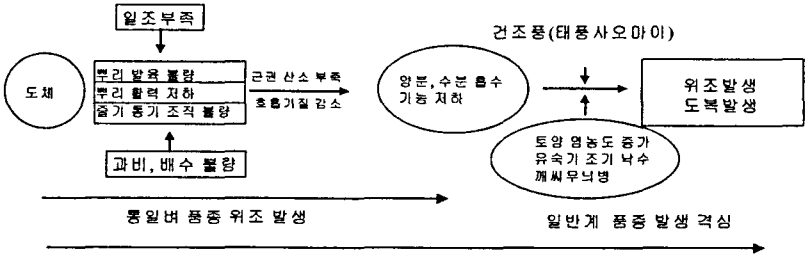 일조부족
건조풍(태풍사오마이)
도체
뿌리 발육 불량
뿌리 활력 저하
줄기 통기 조직 불량
근권 산소 부족
호흡기질 감소
양분, 수분 흡수
기능 저하
위조발생
도복발생
과비, 배수 불량
토양 염농도 증가
유숙기 조기 낙수
깨씨무늬병
통일벼 품종 위조 발생
일반계 품종 발생 격심